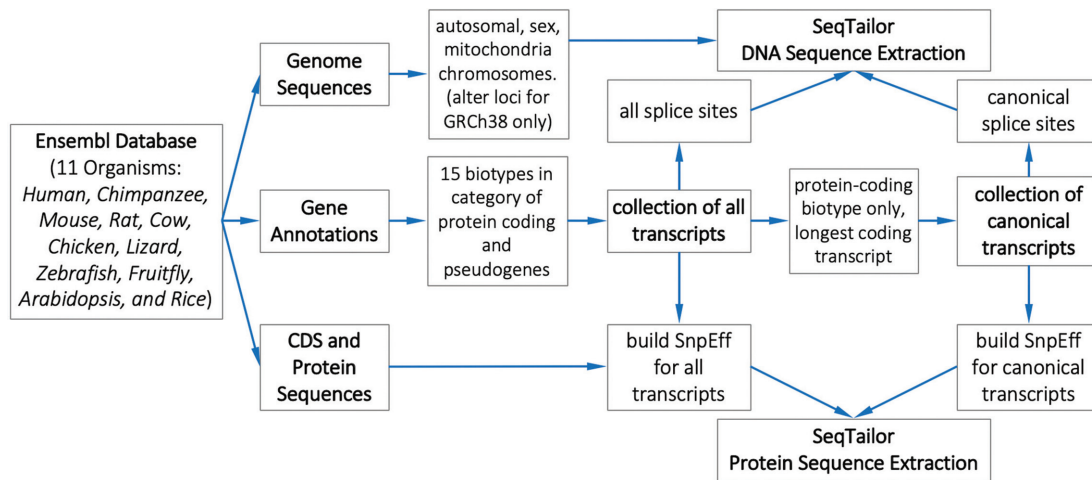 Ensembl Database
(11 Organisms:
Human, Chimpanzee,
Mouse, Rat, Cow,
Chicken, Lizard,
Zebrafish, Fruitfly,
Arabidopsis, and Rice)
Genome
Sequences
autosomal, sex,
mitochondria
chromosomes.
(alter loci for
GRCh38 only)
SeqTailor
DNA Sequence Extraction
all splice sites
canonical
splice sites
Gene
Annotations
15 biotypes in
category of
protein coding
and
pseudogenes
collection of all
transcripts
protein-coding
biotype only,
longest coding
transcript
collection of
canonical
transcripts
CDS and
Protein
Sequences
build SnpEff
for all
transcripts
build SnpEff
for canonical
transcripts
SeqTailor
Protein Sequence Extraction